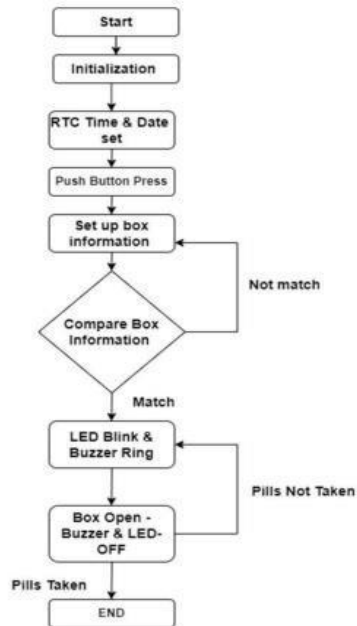 Start
Initialization
RTC Time & Date
set
Push Button Press
Set up box
information
Not match
Compare Box
Information
Match
LED Blink &
Buzzer Ring
Pills Not Taken
Box Open -
Buzzer & LED-
OFF
Pills Taken
END